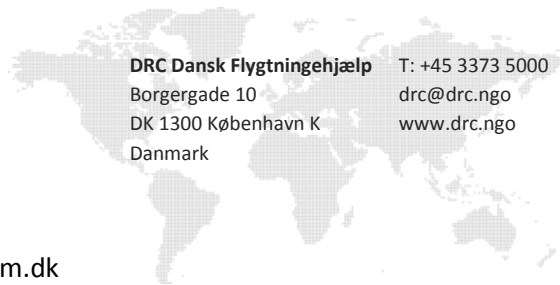 DRC Dansk Flygtningehjælp T: +45 3373 5000
Borgergade 10 drc@drc.ngo
DK 1300 København K www.drc.ngo
Danmark
m.dk